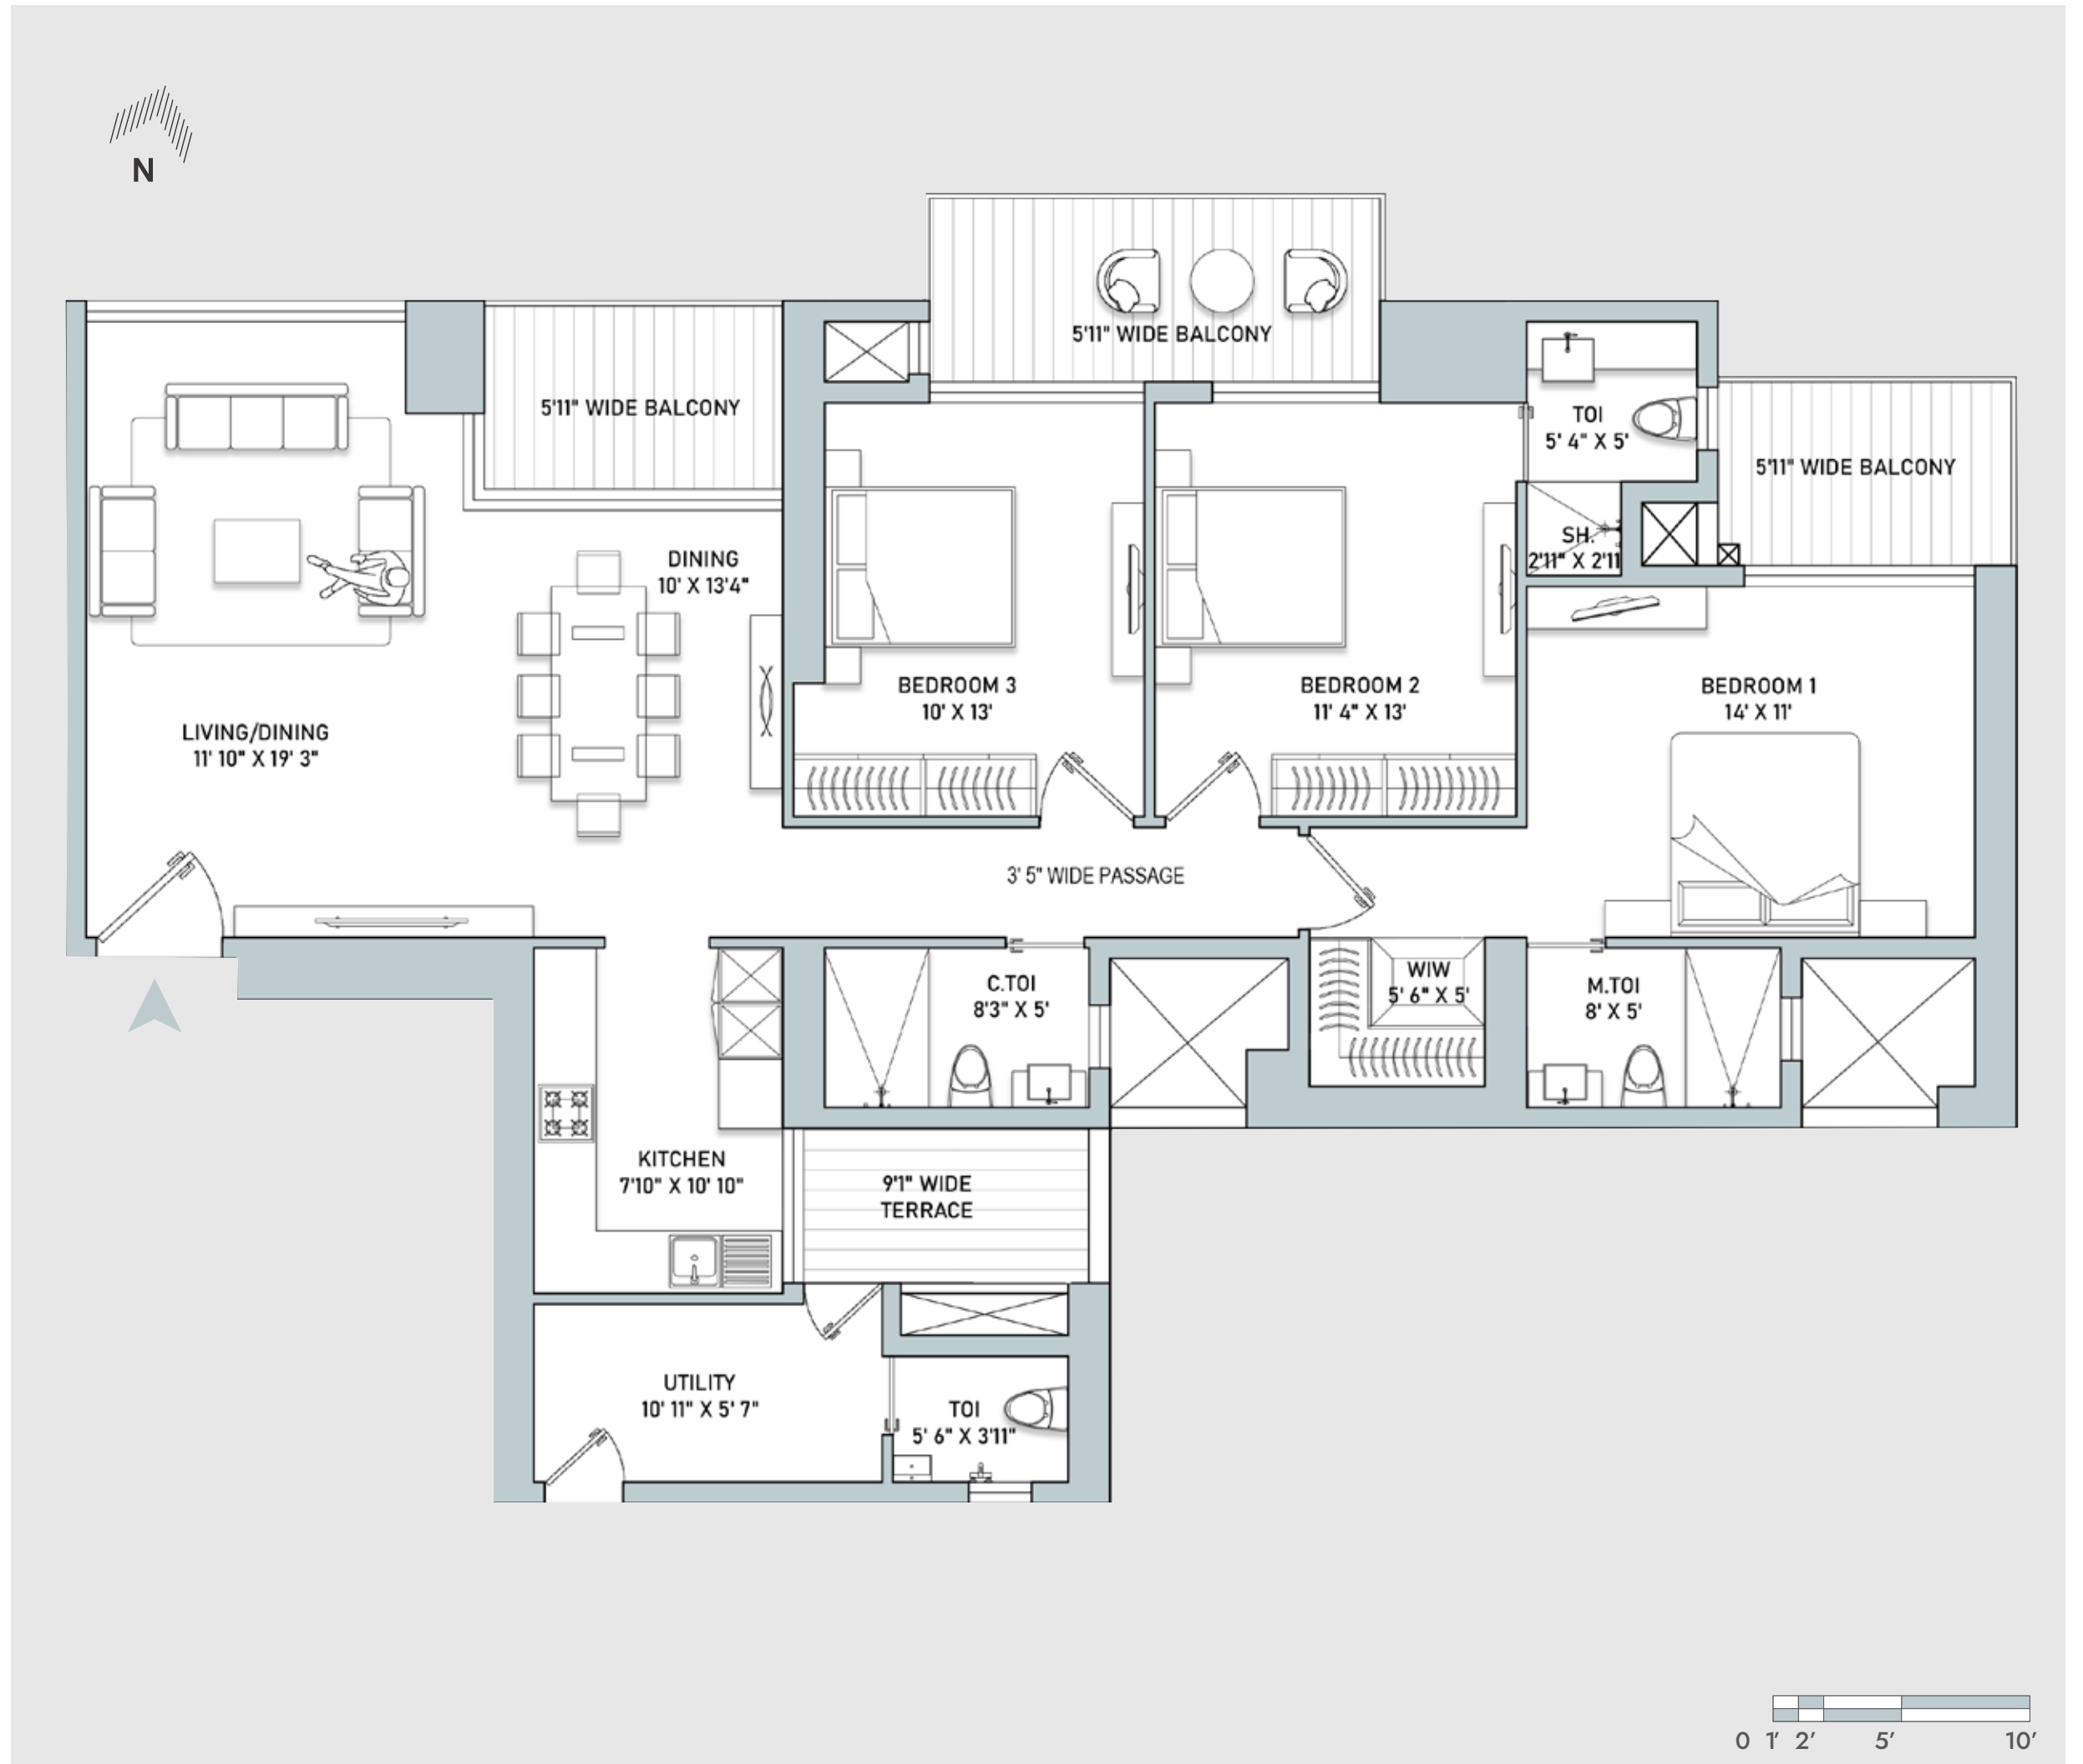 N
5'11" WIDE BALCONY
5'11" WIDE BALCONY
TOI
5' 4" X 5'
5'11" WIDE BALCONY
SH.
2'11" X 2'11
DINING
10' X 13'4"
LIVING/DINING
11' 10" X 19' 3"
BEDROOM 3
10' X 13'
BEDROOM 2
11' 4" X 13'
BEDROOM 1
14' X 11'
3' 5" WIDE PASSAGE
C.TOI
8'3" X 5'
WIW
5' 6" X 5'
M.TOI
8' X 5'
KITCHEN
7'10" X 10' 10"
9'1" WIDE
TERRACE
UTILITY
10' 11" X 5' 7"
TOI
5' 6" X 3'11"
0 1' 2' 5' 10'